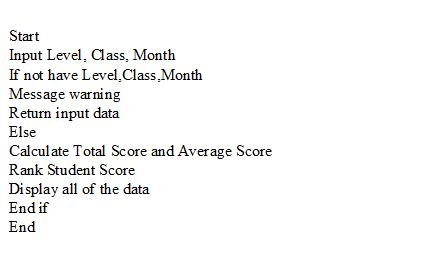 Start
Input Level, Class, Month
If not have Level,Class,Month
Message warning
Return input data
Else
Calculate Total Score and Average Score
Rank Student Score
Display all of the data
End if
End